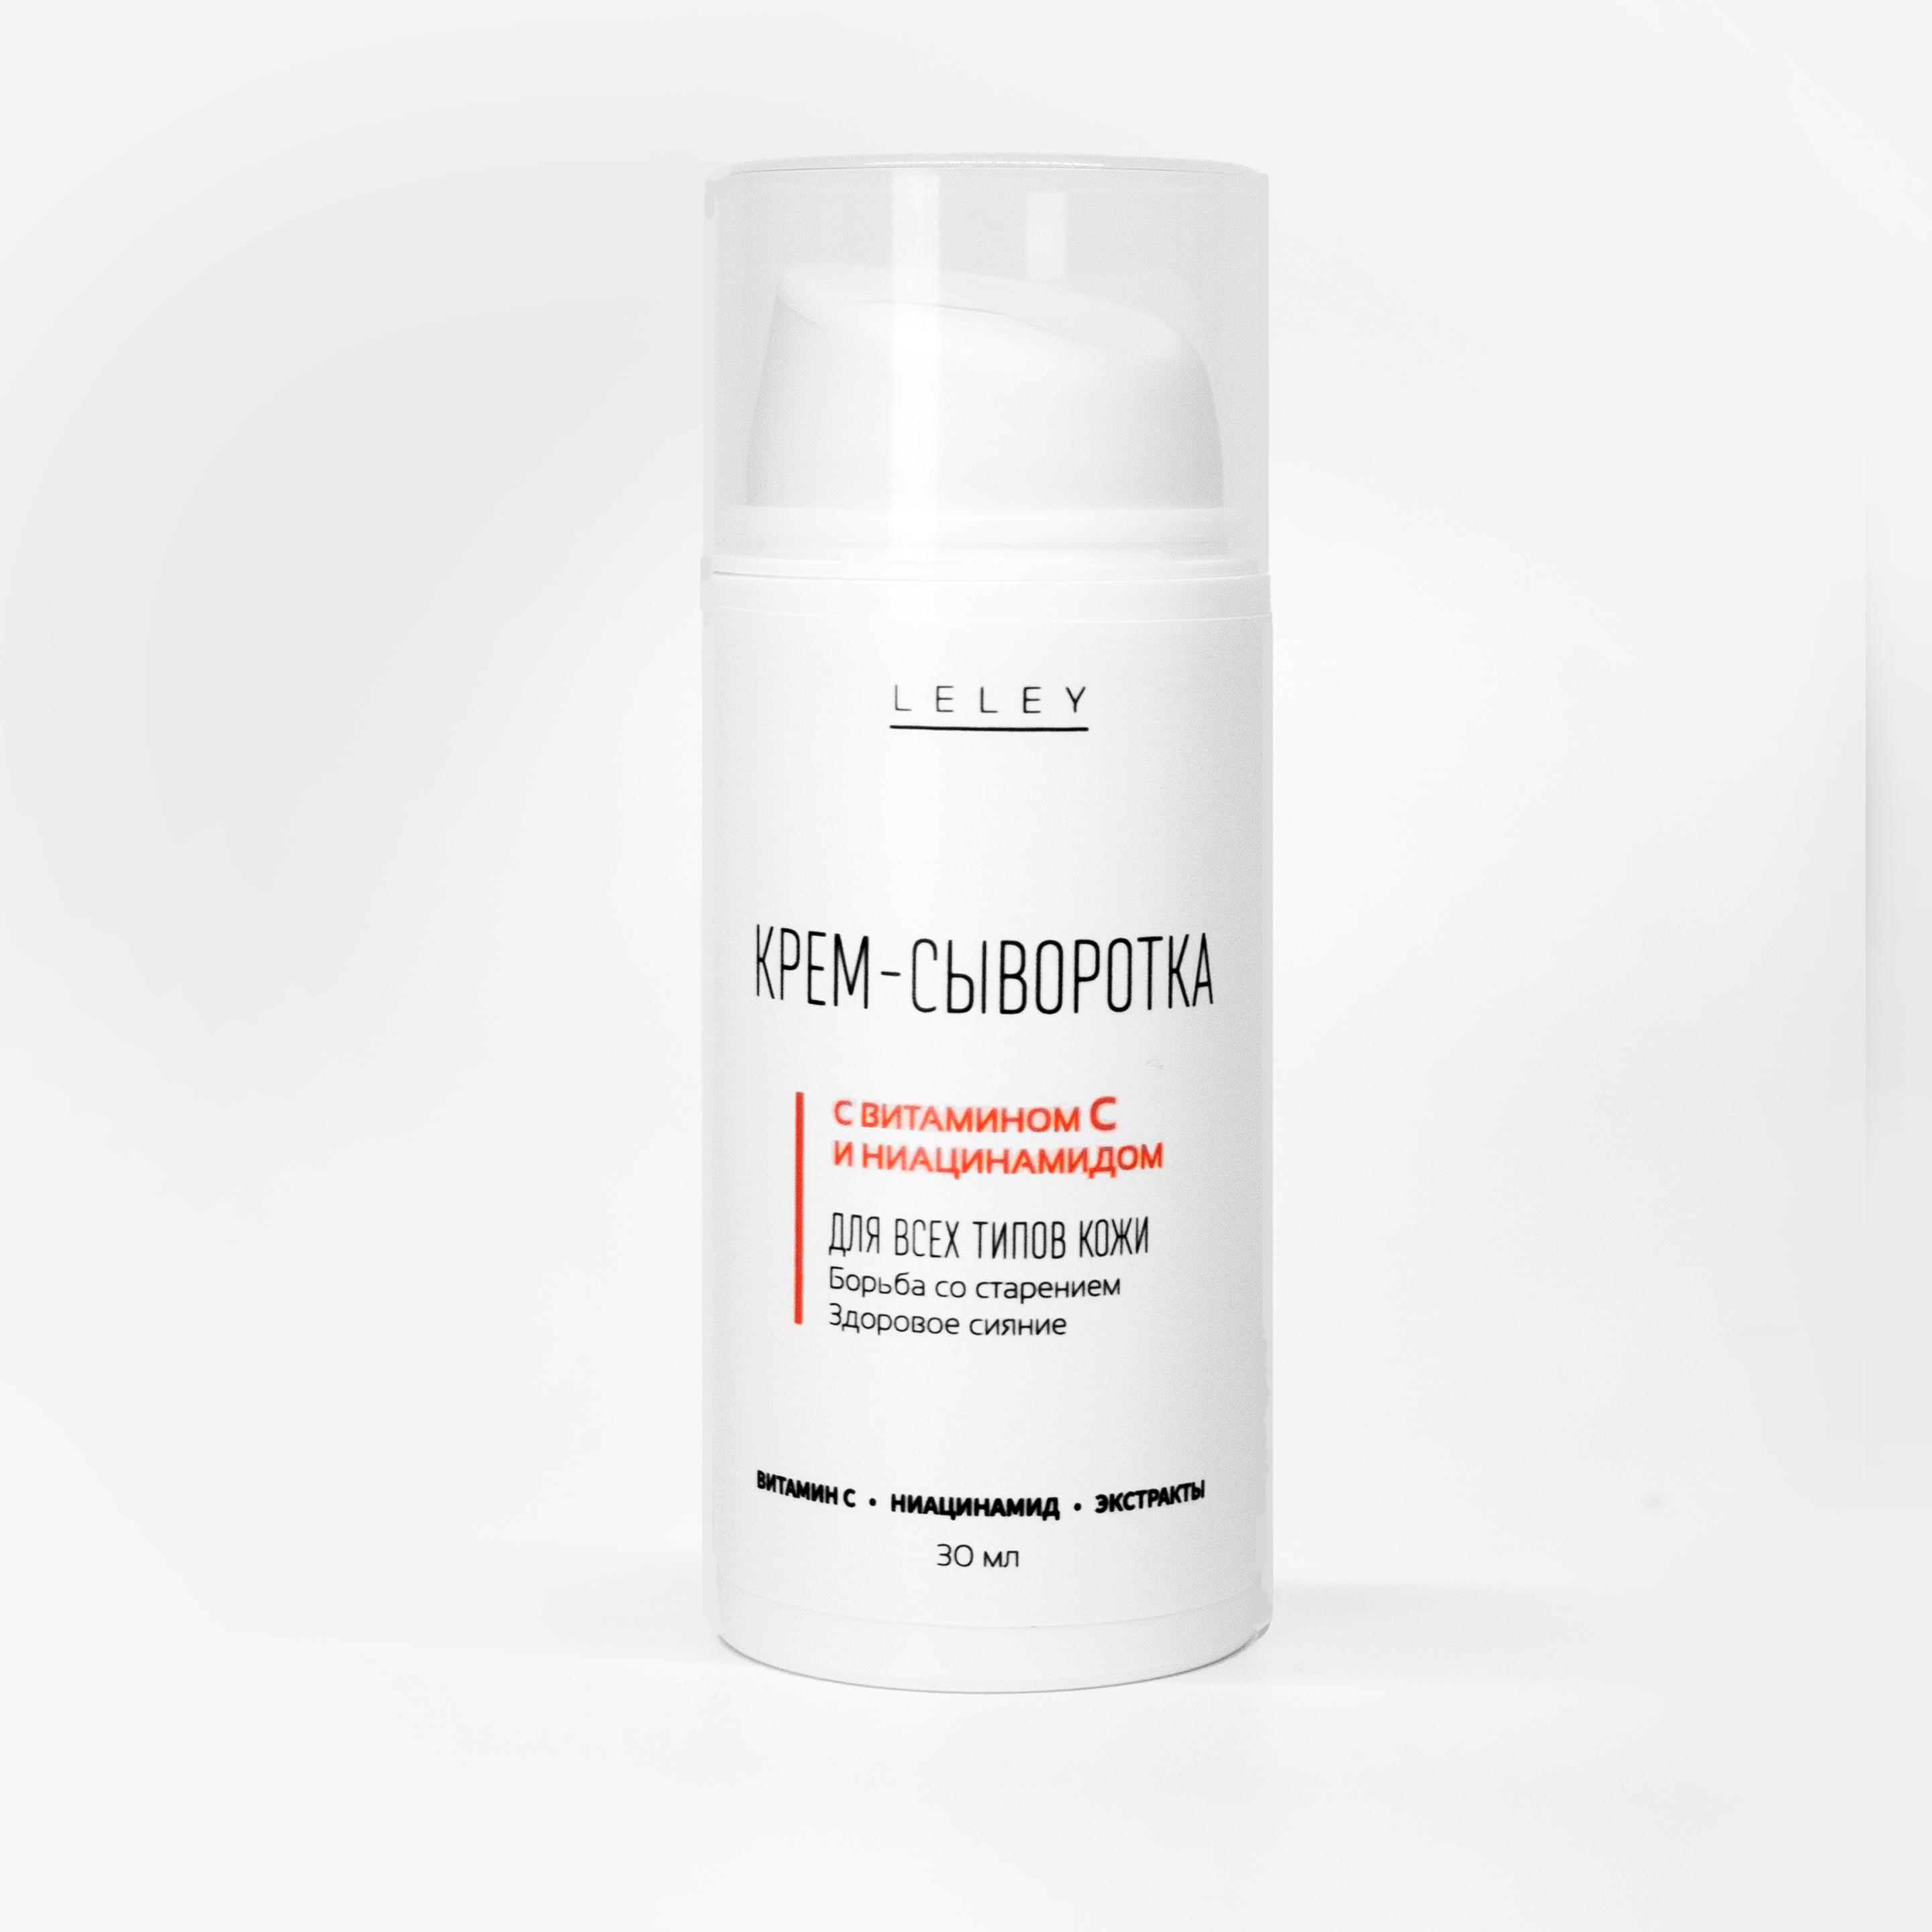 LELEY
КРЕМ-СЫВОРОТКА
С ВИТАМИНОМ С
И НИАЦИНАМИДОМ
ДЛЯ ВСЕХ ТИПОВ КОЖИ
Борьба со старением
Здоровое сияние
ВИТАМИН С • НИАЦИНАМИД • ЭКСТРАКТЫ
30 мл